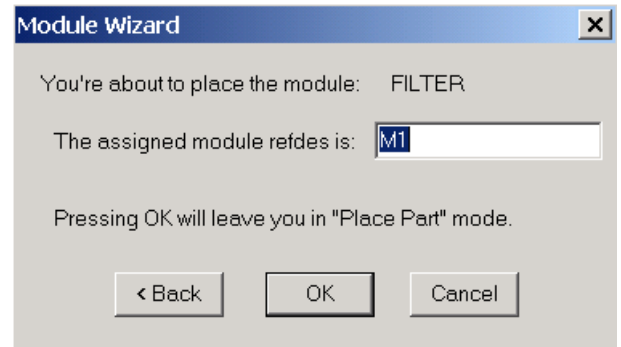 Module Wizard
You're about to place the module: FILTER
The assigned module refdes is: M1
Pressing OK will leave you in "Place Part" mode.
< Back OK Cancel